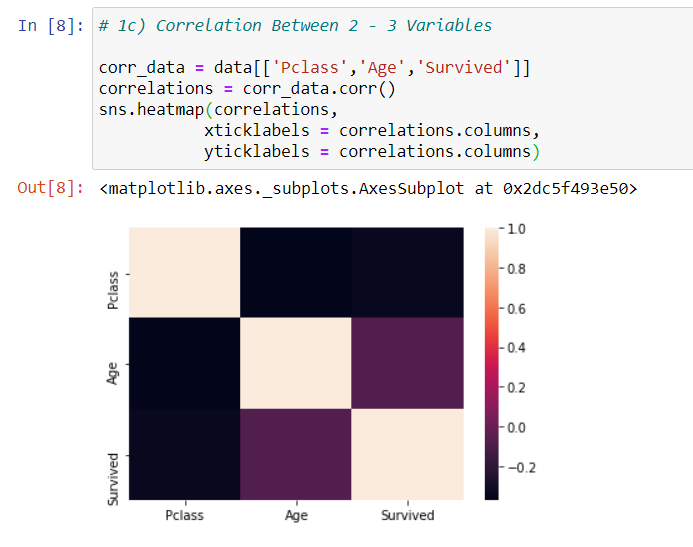 In [8]: # 1c) Correlation Between 2 - 3 Variables
corr_data = data[['Pclass','Age','Survived']]
correlations = corr_data.corr()
sns.heatmap(correlations,
xticklabels = correlations.columns,
yticklabels = correlations.columns)
Out[8]: <matplotlib.axes._subplots.AxesSubplot at 0x2dc5f493e50>
Pclass
Age
Survived
Pclass Age Survived
1.0
0.8
0.6
0.4
0.2
0.0
−0.2